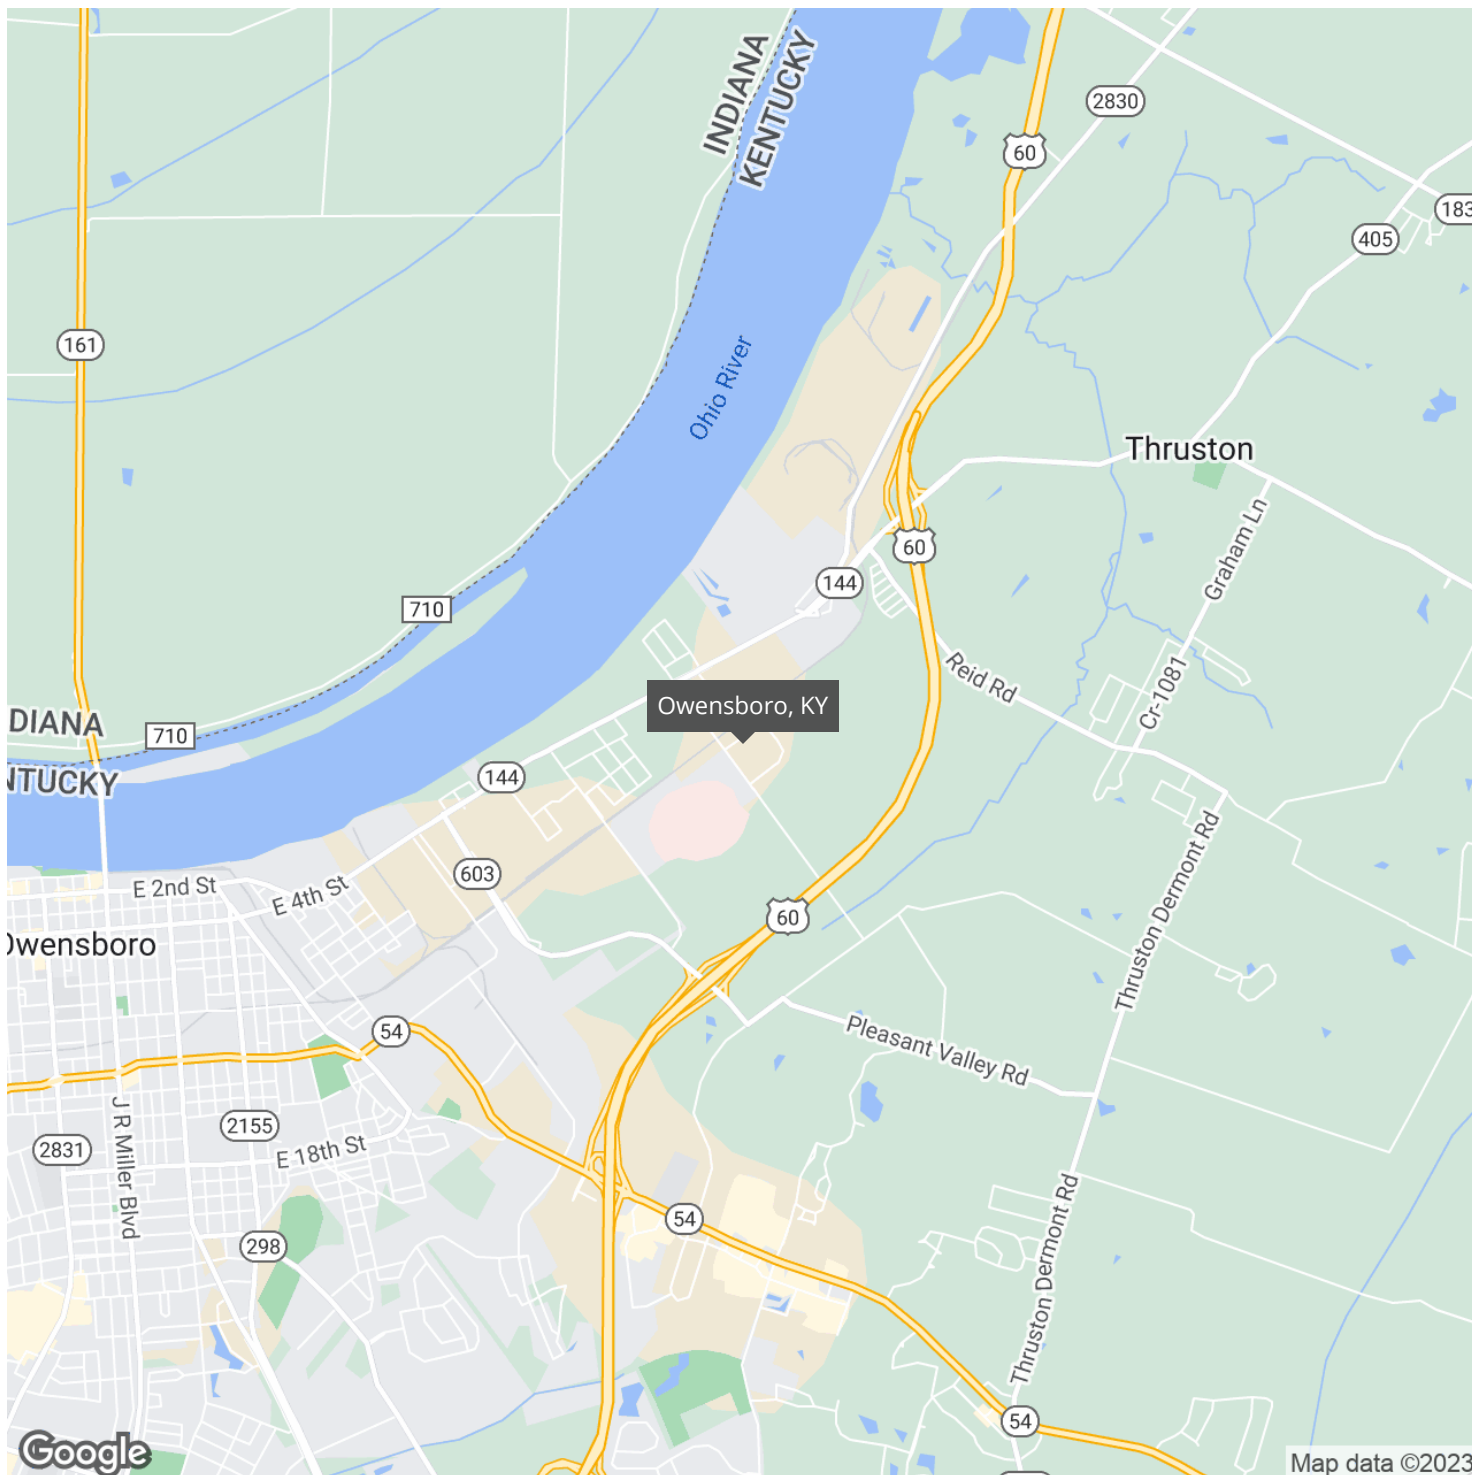 INDIANA
KENTUCKY
2830
60
183
405
161
Ohio River
Thruston
Graham Ln
60
144
710
Reid Rd
Cr-1081
Owensboro, KY
DIANA
710
NTUCKY
144
Thruston Dermont Rd
603
E 2nd St
E 4th St
60
Owensboro
54
Pleasant Valley Rd
J R Miller Blvd
2155
2831
E 18th St
Thruston Dermont Rd
54
298
54
Google
Map data ©2023